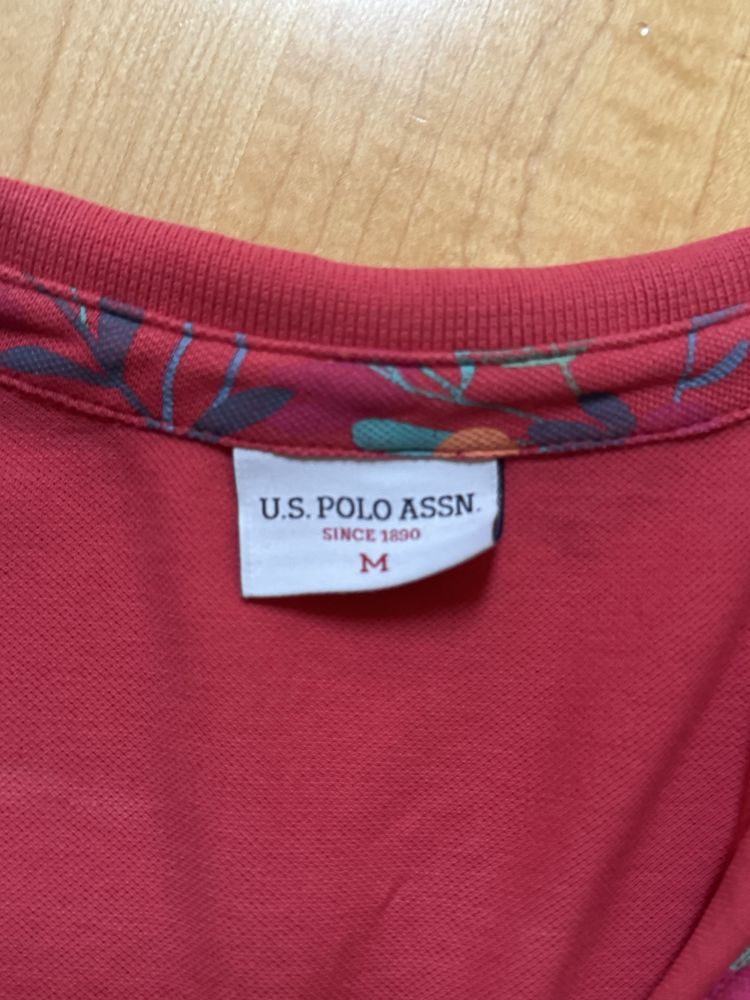 U.S. POLO ASSN.
SINCE 1890
M